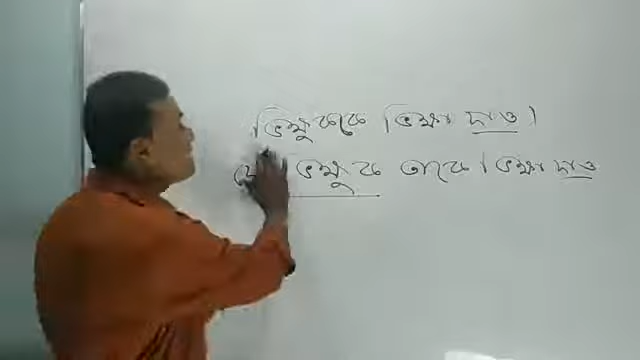 ভিক্ষুককে ভিক্ষা দাও।
ভিক্ষুক তাকে ভিক্ষা দাও